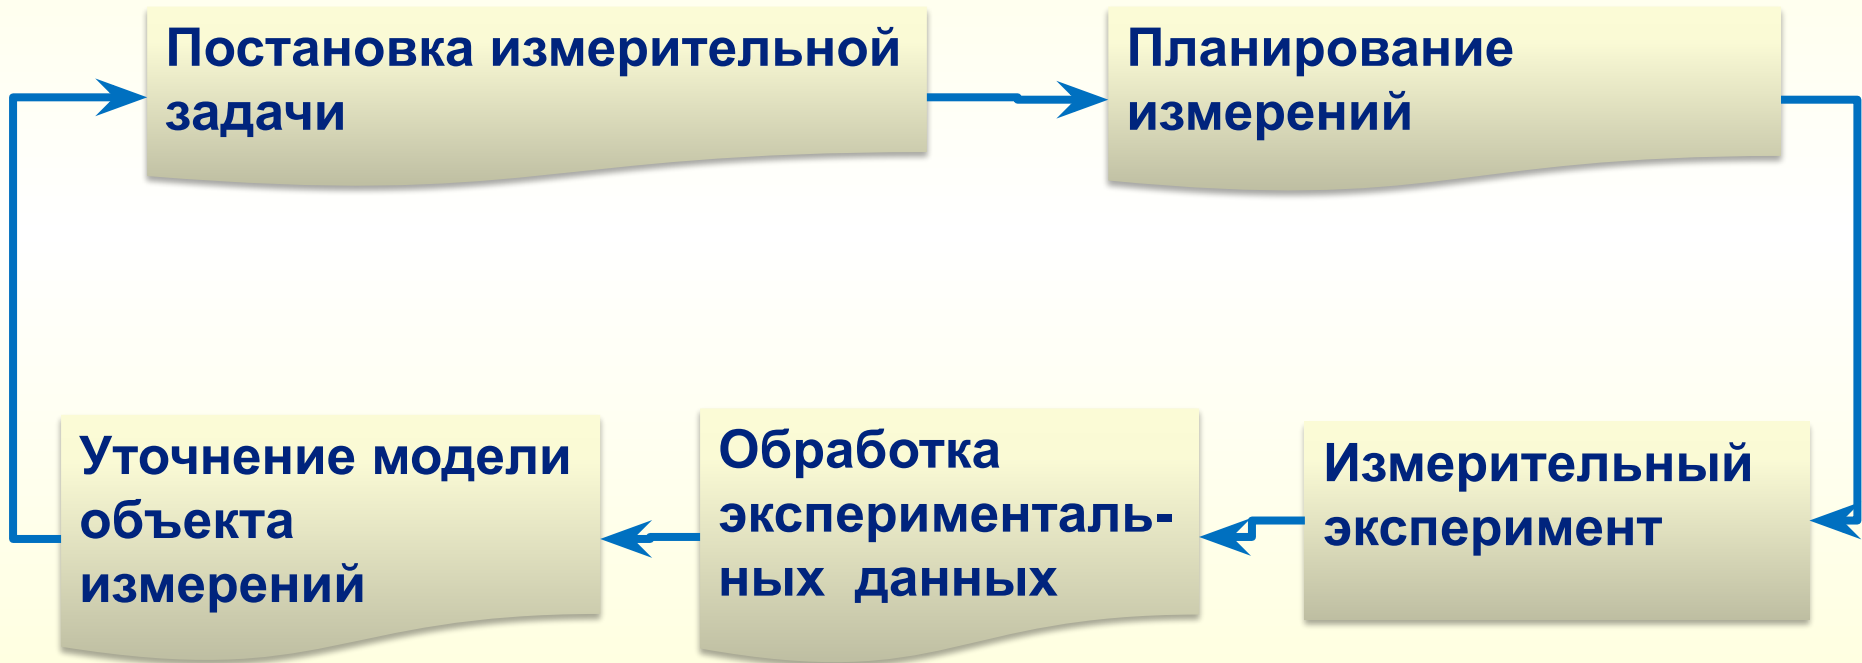 Постановка измерительной
задачи
Планирование
измерений
Уточнение модели
объекта
измерений
Обработка
эксперименталь-
ных данных
Измерительный
эксперимент